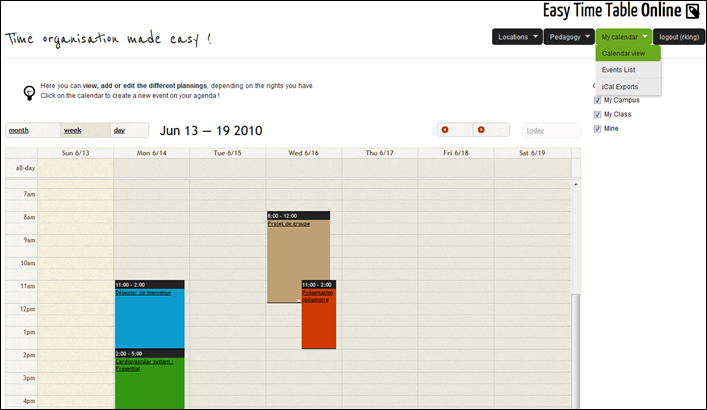 Easy Time Table Online
Time organisation made easy !
Locations
Pedagogy
My calendar
logout (rking)
Calendar view
Events List
iCal Exports
Here you can view, add or edit the different plannings, depending on the rights you have.
Click on the calendar to create a new event on your agenda !
My Campus
My Class
Mine
month
week
day
Jun 13 — 19 2010
today
Sun 6/13
Mon 6/14
Tue 6/15
Wed 6/16
Thu 6/17
Fri 6/18
Sat 6/19
all-day
7am
8am
8:00 - 12:00
Projet de groupe
9am
10am
11am
11:00 - 2:00
Déjeuner de bienvenue
11:00 - 2:00
Présentation
obligatoire
12pm
1pm
2pm
2:00 - 5:00
Cardiovascular system :
Presential
3pm
4pm